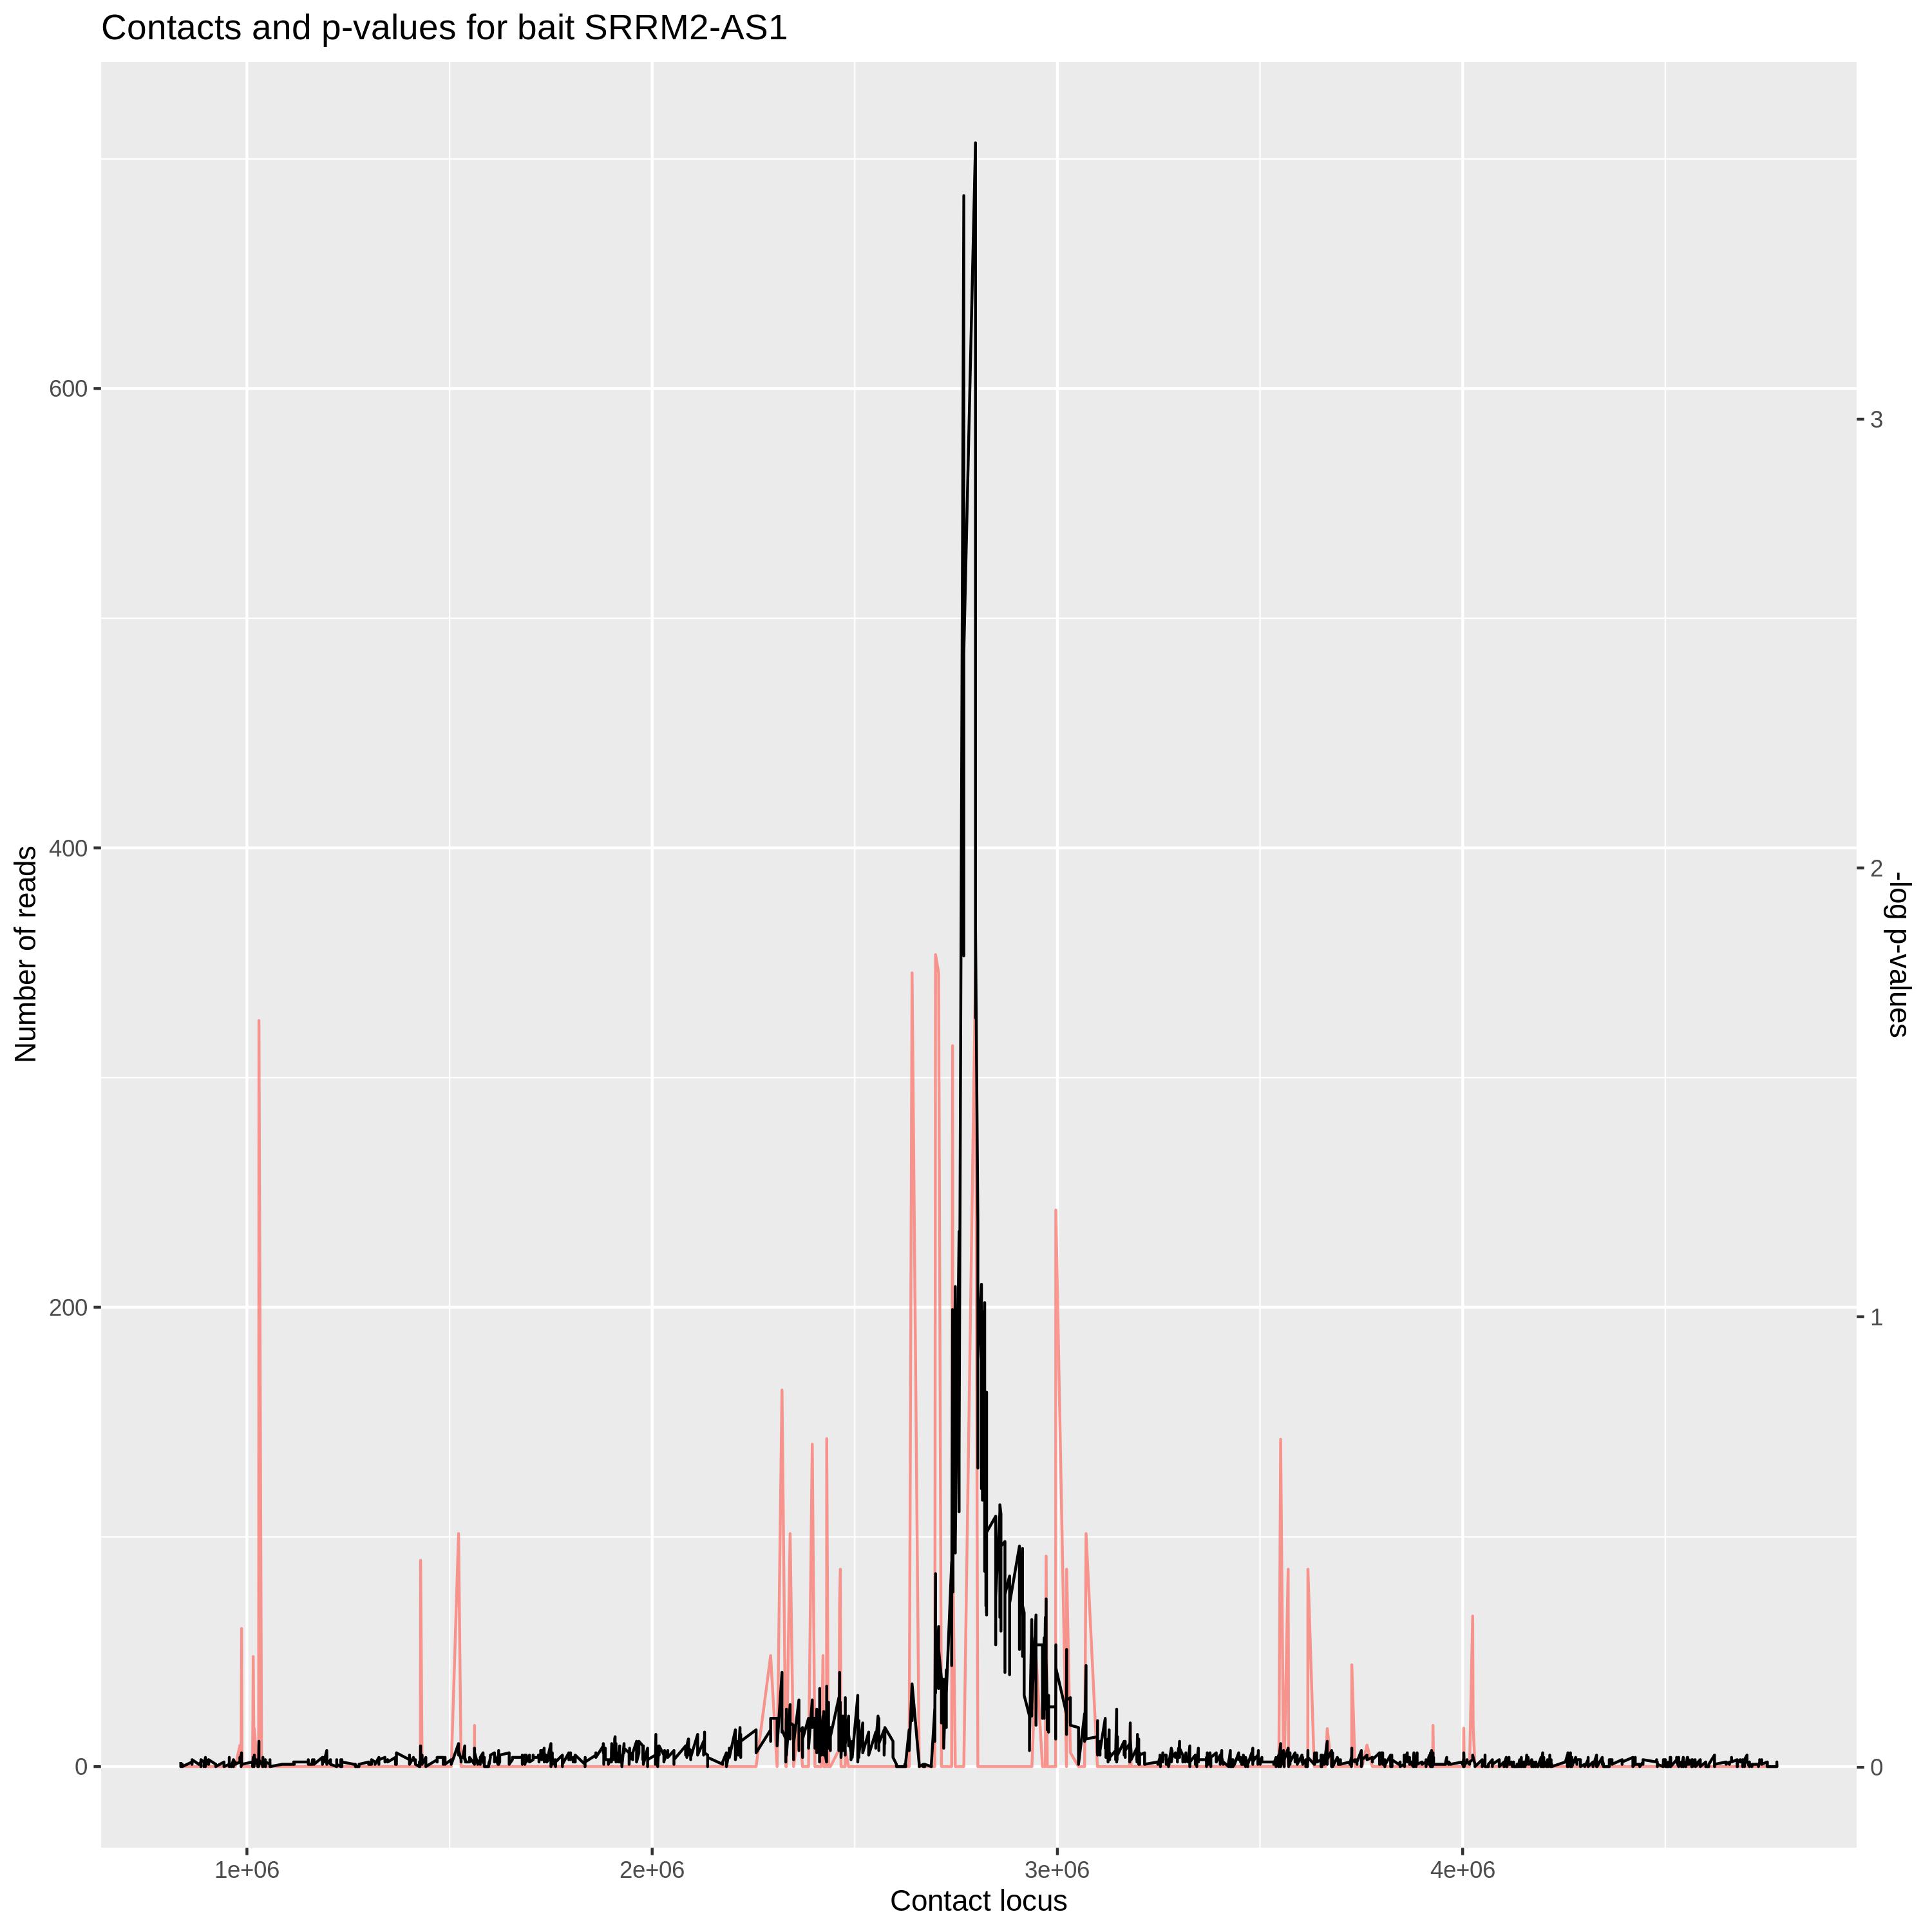 Contacts and p-values for bait SRRM2-AS1
600
400
200
0
3
2
1
0
Number of reads
-log p-values
1e+06
2e+06
3e+06
4e+06
Contact locus